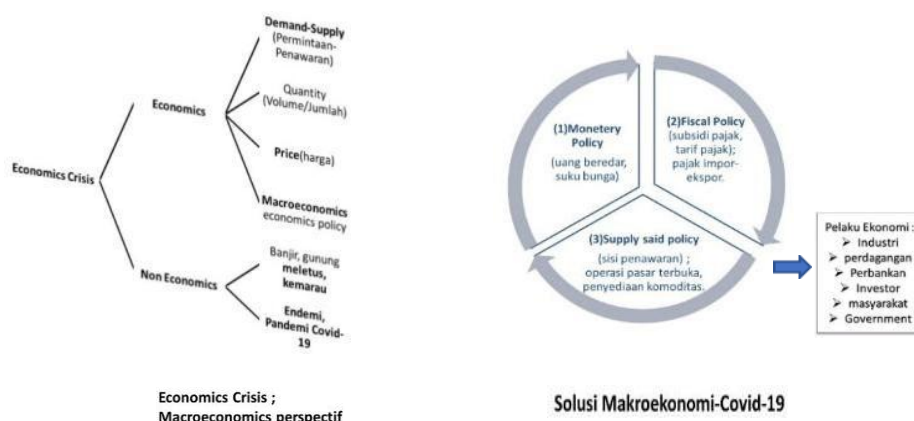 Demand-Supply
(Permintaan-
Penawaran)
Quantity
(Volume/Jumlah)
Economics
Price(harga)
Economics Crisis
Macroeconomics
economics policy
Banjir, gunung
meletus,
kemarau
Non Economics
Endemi,
Pandemi Covid-
19
Economics Crisis ;
Macroeconomics perspectif
(1)Monetery
Policy
(uang beredar,
suku bunga)
(2)Fiscal Policy
(subsidi pajak,
tarif pajak);
pajak impor-
ekspor.
(3)Supply said policy
(sisi penawaran) ;
operasi pasar terbuka,
penyediaan komoditas.
Pelaku Ekonomi :
➢ Industri
➢ perdagangan
➢ Perbankan
➢ Investor
➢ masyarakat
➢ Government
Solusi Makroekonomi-Covid-19